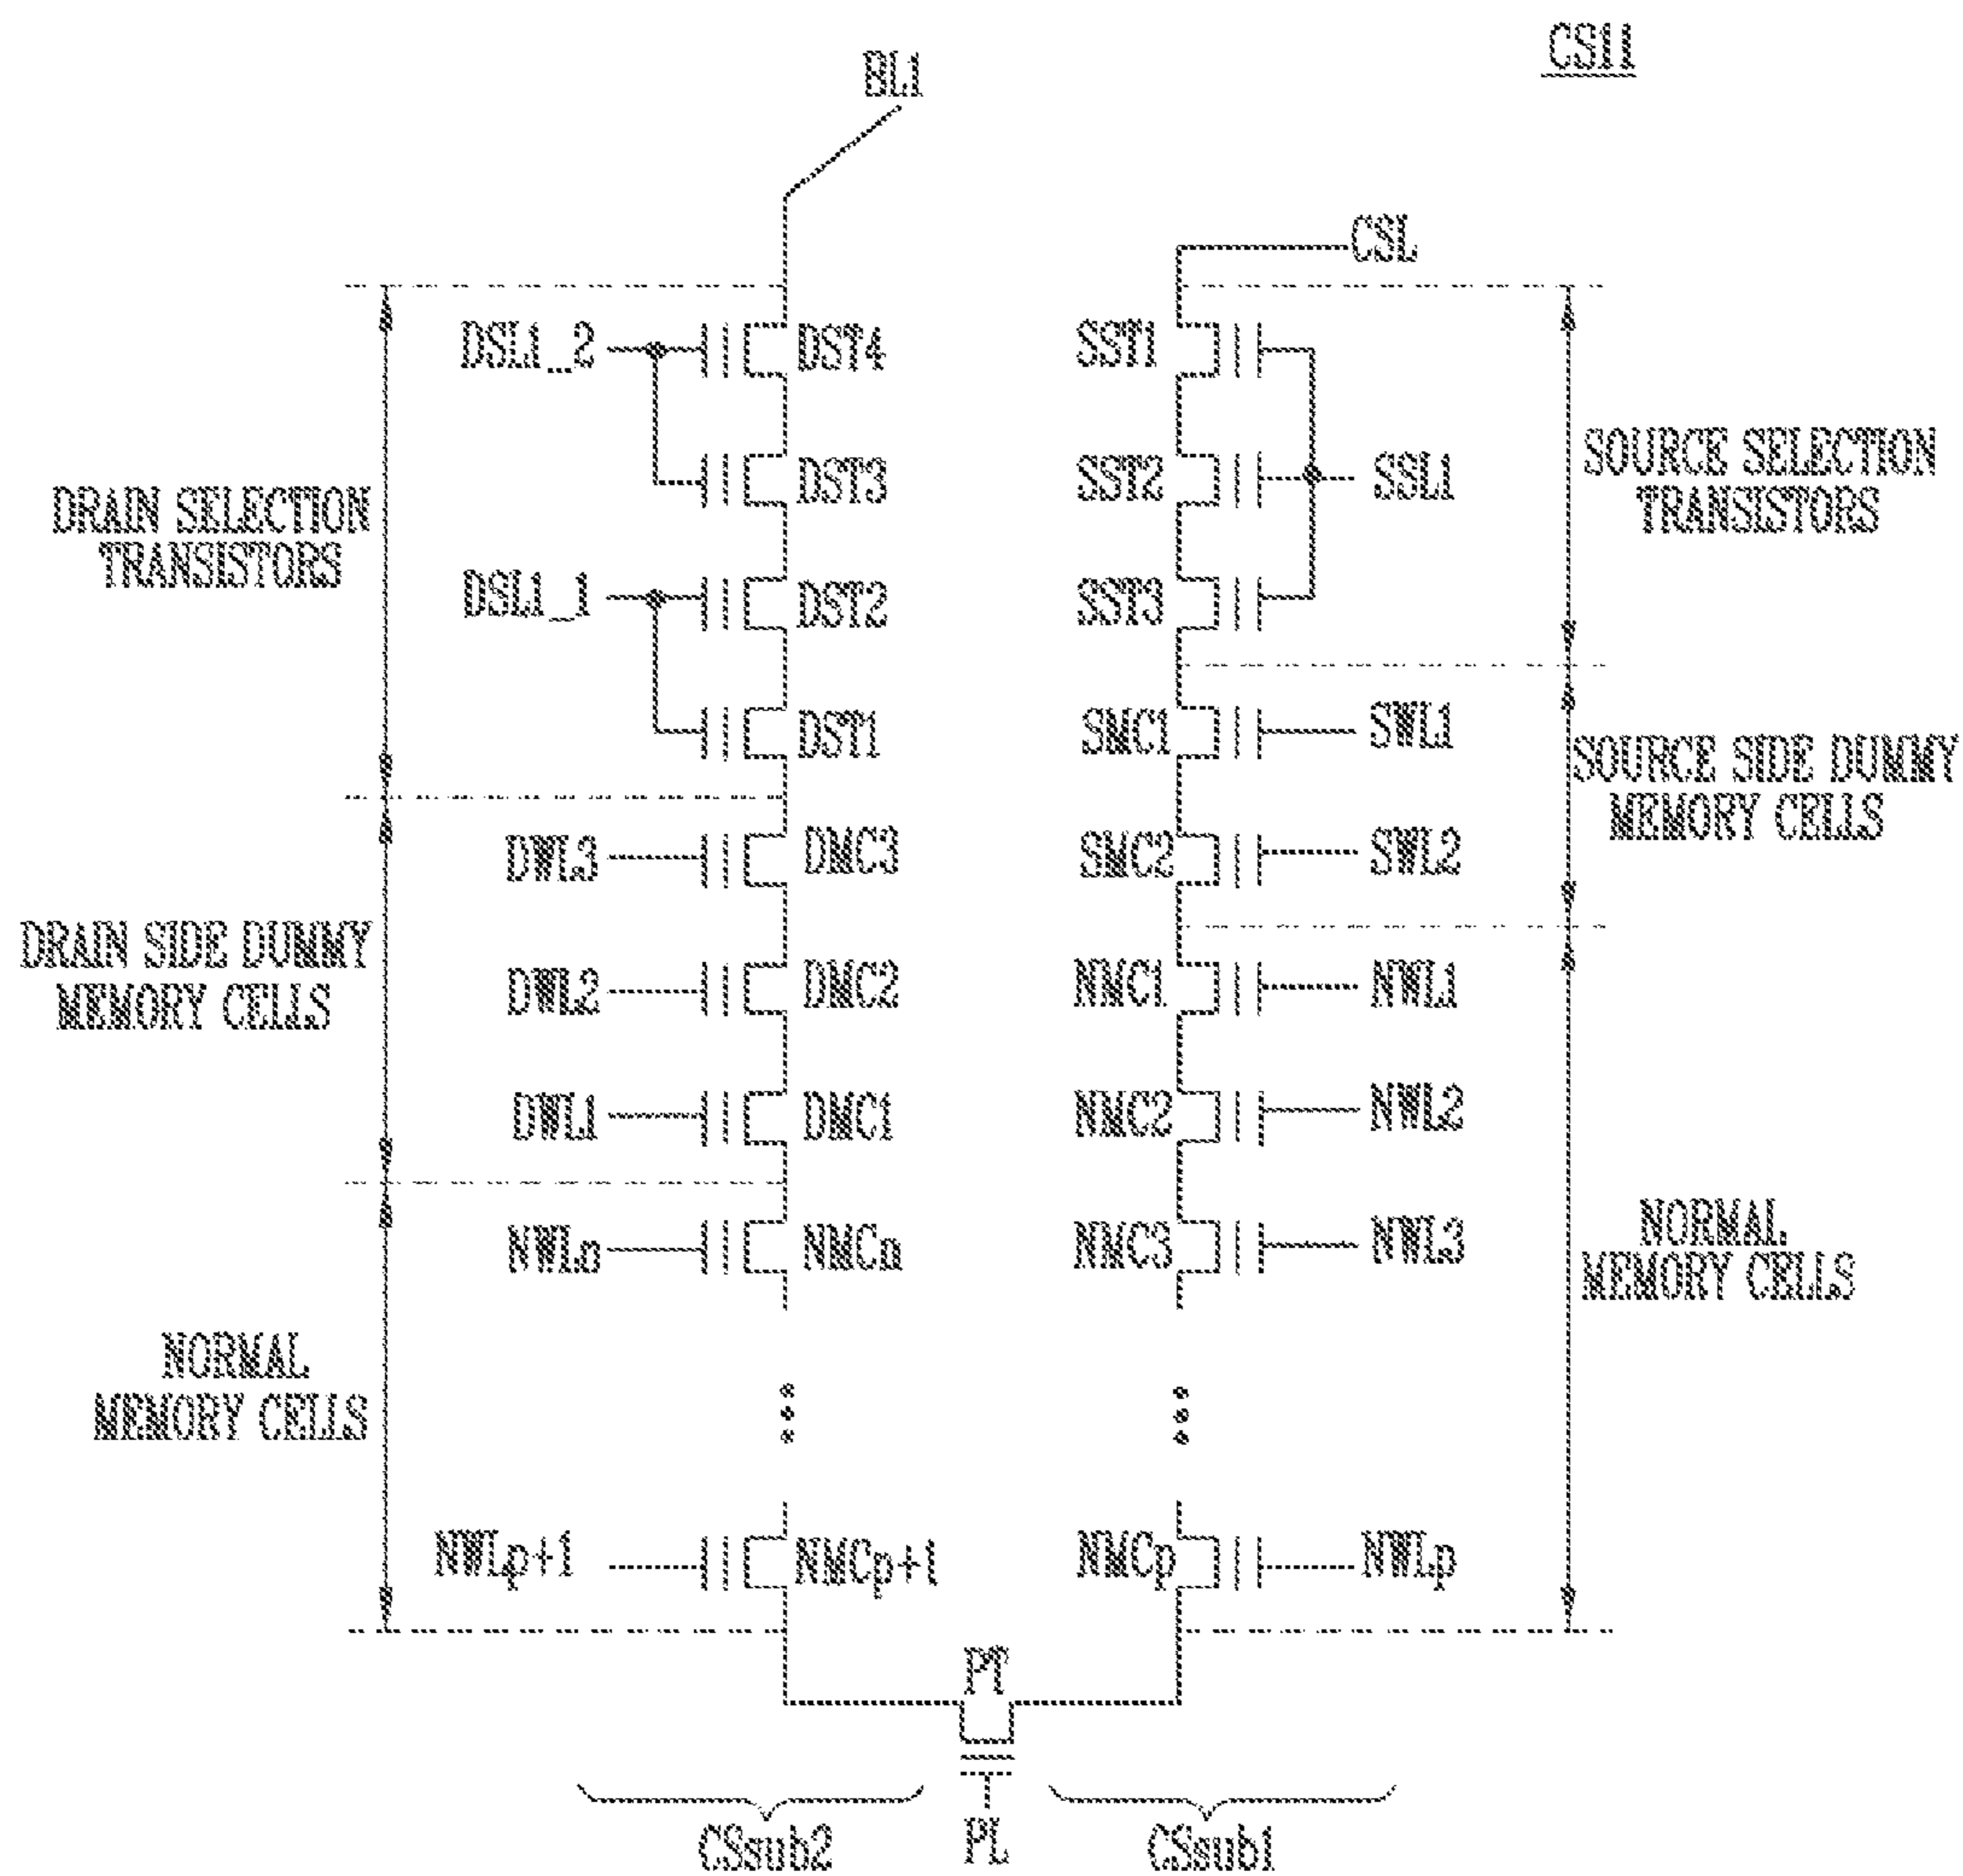 CS11
BL1
CSL
DSL1_2
DST4
SST1
DST3
SST2
SSL1
SOURCE SELECTION
TRANSISTORS
DRAIN SELECTION
TRANSISTORS
DSL1_1
DST2
SST3
DST1
SMC1
SWL1
SOURCE SIDE DUMMY
MEMORY CELLS
DWL3
DMC3
SMC2
SWL2
DRAIN SIDE DUMMY
MEMORY CELLS
DWL2
DMC2
NMC1
NWL1
DWL1
DMC1
NMC2
NWL2
NWLn
NMCn
NMC3
NWL3
NORMAL
MEMORY CELLS
NORMAL
MEMORY CELLS
NWLp+1
NMCp+1
NMCp
NWLp
PT
CSsub2
PL
CSsub1